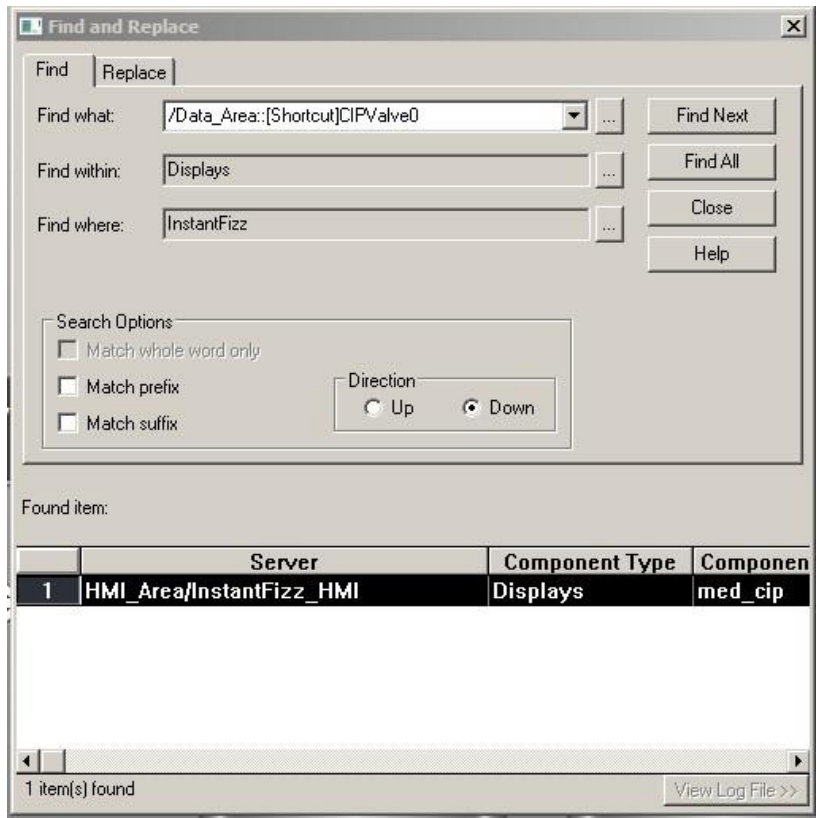 Find and Replace
Find
Replace
Find what:
/Data_Area::[Shortcut]CIPValve0
...
Find Next
Find within:
Displays
...
Find All
Find where:
InstantFizz
...
Close
Help
Search Options
Match whole word only
Match prefix
Match suffix
Direction
Up
Down
Found item:
Server
Component Type
Componen
1
HMI_Area/InstantFizz_HMI
Displays
med_cip
1 item(s) found
View Log File >>